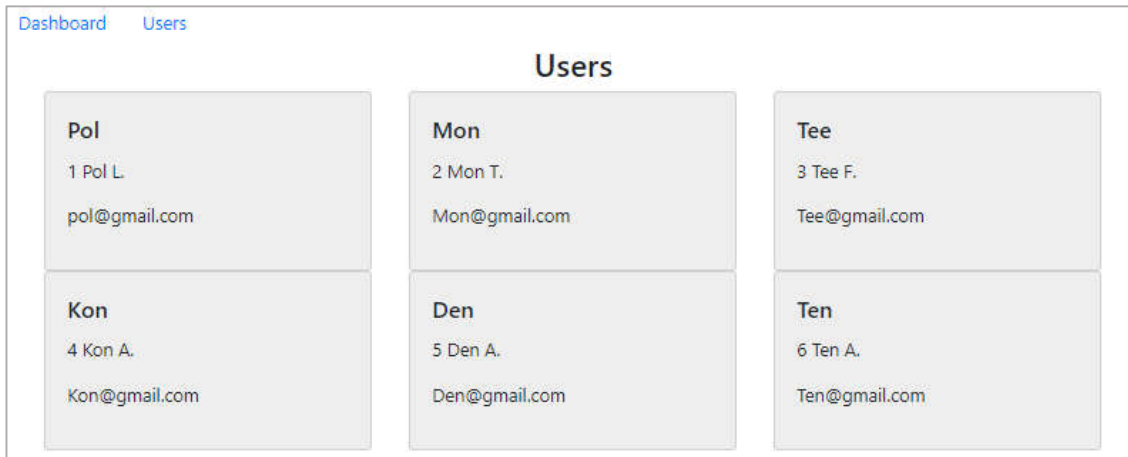 Dashboard Users
Users
Pol
1 Pol L.
pol@gmail.com
Mon
2 Mon T.
Mon@gmail.com
Tee
3 Tee F.
Tee@gmail.com
Kon
4 Kon A.
Kon@gmail.com
Den
5 Den A.
Den@gmail.com
Ten
6 Ten A.
Ten@gmail.com